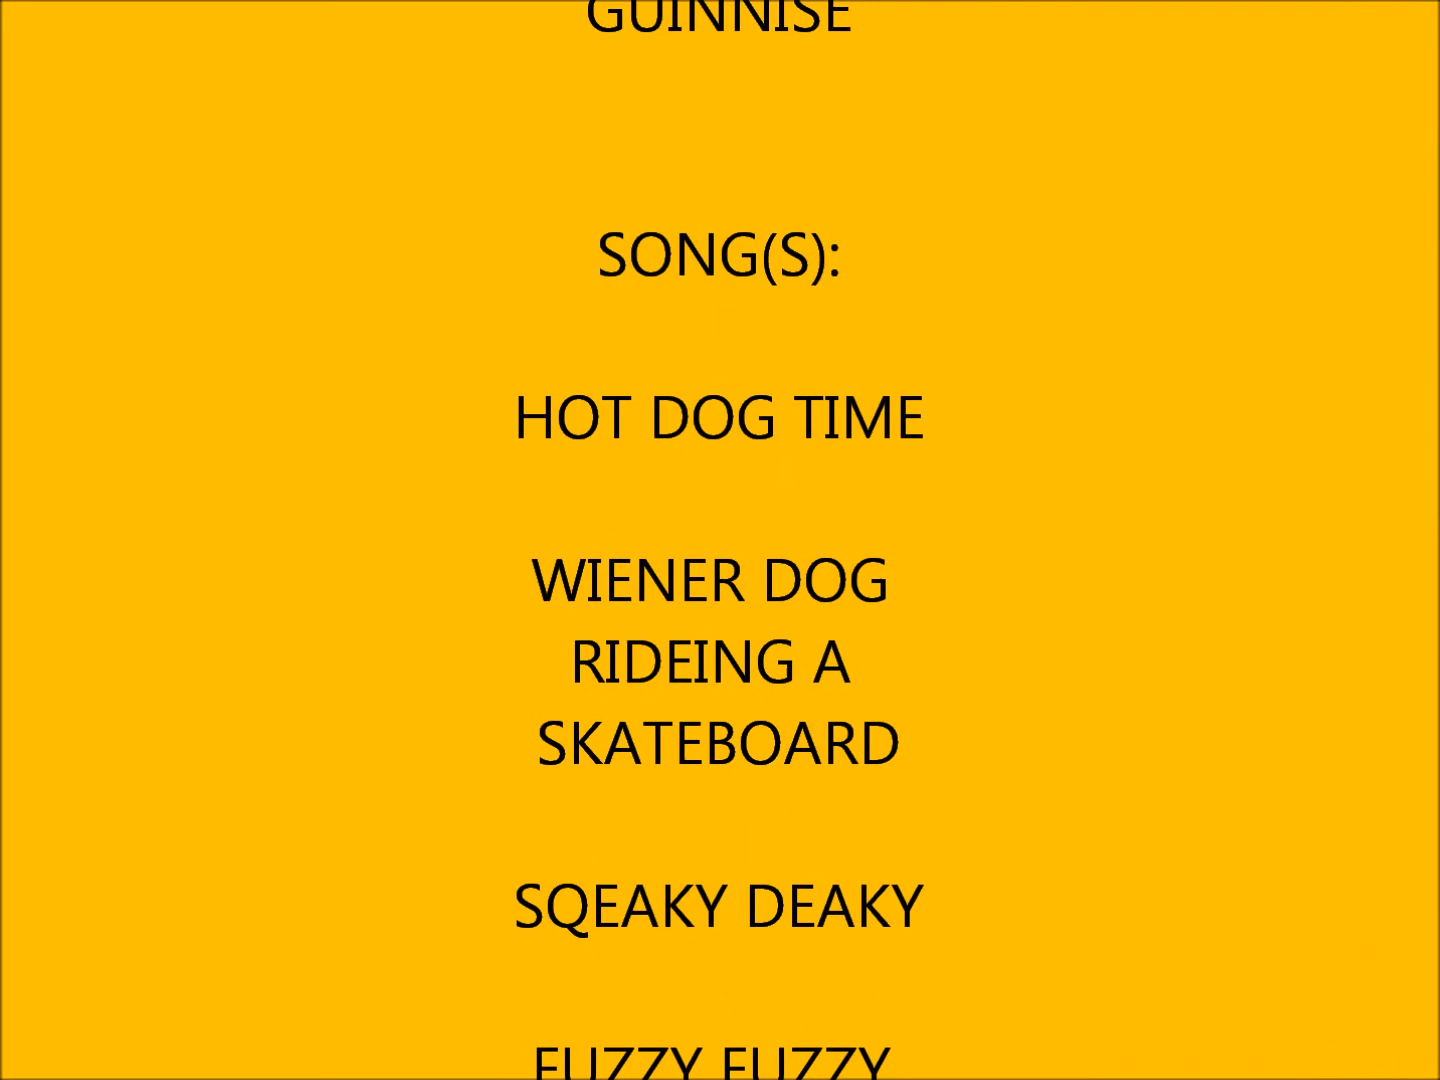 GUINNISE
SONG(S):
HOT DOG TIME
WIENER DOG
RIDEING A
SKATEBOARD
SQEAKY DEAKY
FUZZY FUZZY